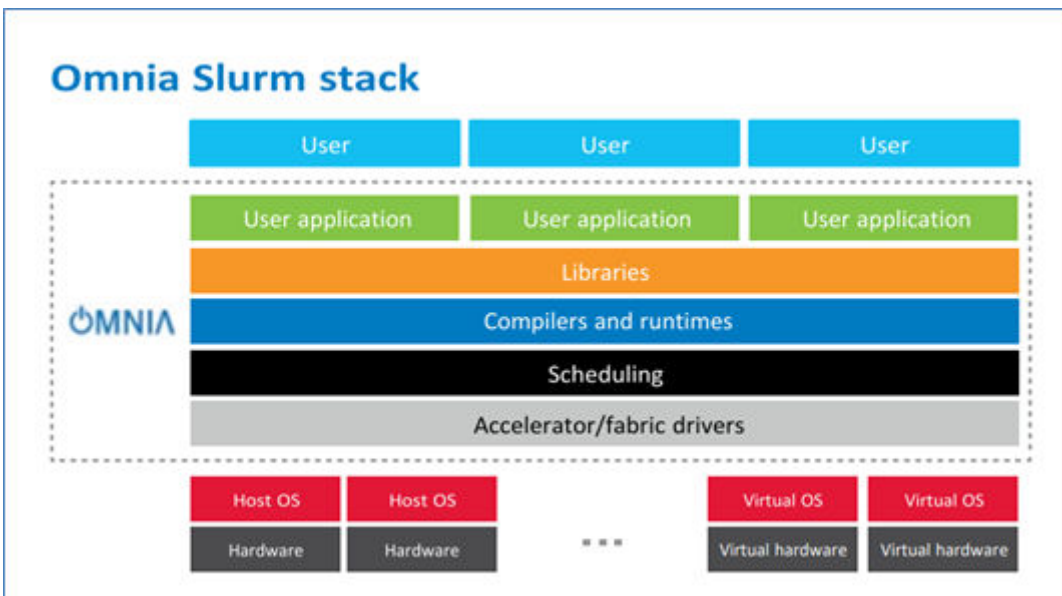 Omnia Slurm stack
User User User
User application User application User application
Libraries
OMNIA
Compilers and runtimes
Scheduling
Accelerator/fabric drivers
Host OS Host OS Virtual OS Virtual OS
Hardware Hardware ... Virtual hardware Virtual hardware